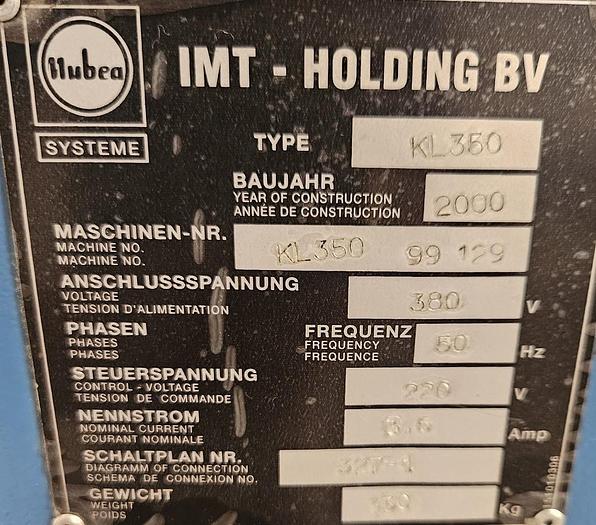 Hubea
IMT - HOLDING BV
SYSTEME
TYPE KL350
BAUJAHR
YEAR OF CONSTRUCTION 2000
ANNÉE DE CONSTRUCTION
MASCHINEN-NR.
MACHINE NO. KL350 99 129
MACHINE NO.
ANSCHLUSSSPANNUNG
VOLTAGE 380 V
TENSION D'ALIMENTATION
PHASEN FREQUENZ
PHASES FREQUENCY 50 Hz
PHASES FREQUENCE
STEUERSPANNUNG
CONTROL - VOLTAGE 220 V
TENSION DE COMMANDE
NENNSTROM
NOMINAL CURRENT Amp
COURANT NOMINALE
SCHALTPLAN NR.
DIAGRAMM OF CONNECTION 327-1
SCHEMA DE CONNEXION NO.
GEWICHT
WEIGHT Kg
POIDS